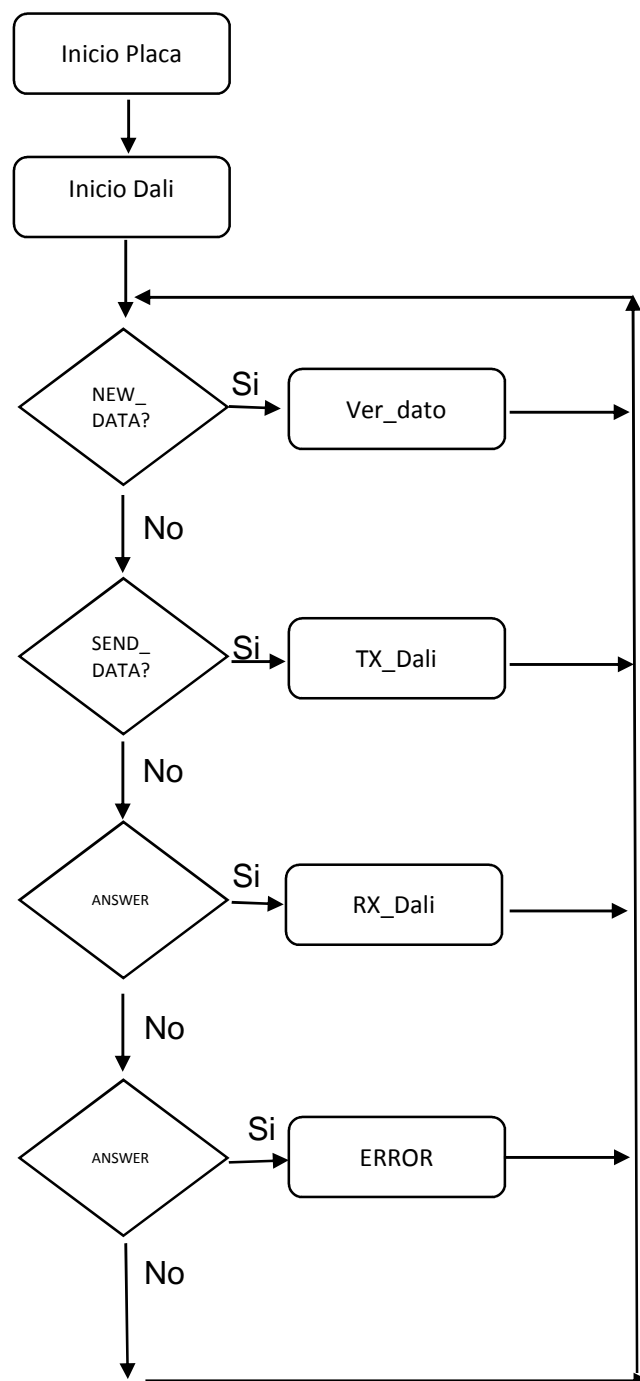 Inicio Placa
Inicio Dali
NEW_
DATA?
Si
Ver_dato
No
SEND_
DATA?
Si
TX_Dali
No
ANSWER
Si
RX_Dali
No
ANSWER
Si
ERROR
No